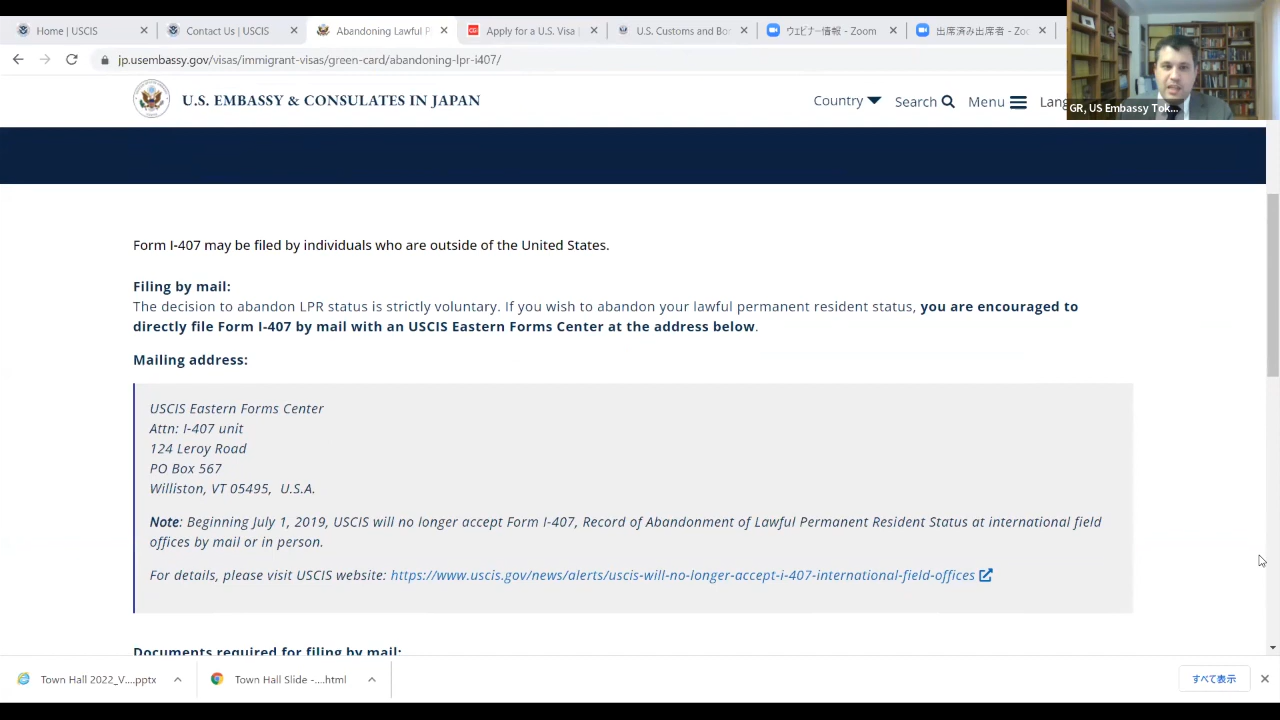 Home | USCIS
Contact Us | USCIS
Abandoning Lawful P
Apply for a U.S. Visa
U.S. Customs and Bor
ウェビナー情報 - Zoom
出席済み出席者 - Zoo
jp.usembassy.gov/visas/immigrant-visas/green-card/abandoning-lpr-i407/
U.S. EMBASSY & CONSULATES IN JAPAN
Country
Search
Menu
Lang
GR, US Embassy Tok...
Form I-407 may be filed by individuals who are outside of the United States.
Filing by mail:
The decision to abandon LPR status is strictly voluntary. If you wish to abandon your lawful permanent resident status, you are encouraged to
directly file Form I-407 by mail with an USCIS Eastern Forms Center at the address below.
Mailing address:
USCIS Eastern Forms Center
Attn: I-407 unit
124 Leroy Road
PO Box 567
Williston, VT 05495, U.S.A.
Note: Beginning July 1, 2019, USCIS will no longer accept Form I-407, Record of Abandonment of Lawful Permanent Resident Status at international field
offices by mail or in person.
For details, please visit USCIS website: https://www.uscis.gov/news/alerts/uscis-will-no-longer-accept-i-407-international-field-offices
Documents required for filing by mail:
Town Hall 2022_V....pptx
Town Hall Slide -....html
すべて表示